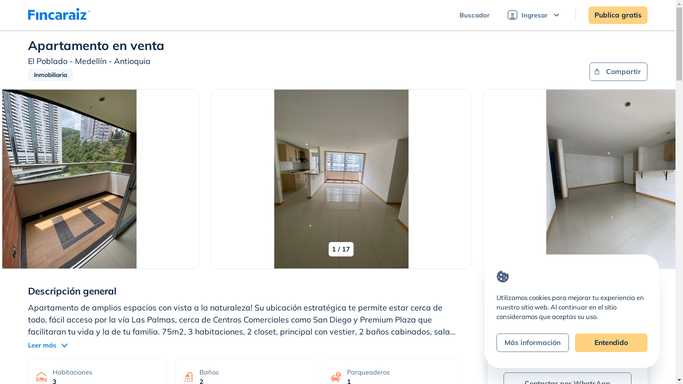 Fincaraiz
Buscador
Ingresar
Publica gratis
Apartamento en venta
El Poblado - Medellín - Antioquia
Inmobiliaria
Compartir
1 / 17
Descripción general
Apartamento de amplios espacios con vista a la naturaleza! Su ubicación estratégica te permite estar cerca de
todo, fácil acceso por la vía Las Palmas, cerca de Centros Comerciales como San Diego y Premium Plaza que
facilitaran tu vida y la de tu familia. 75m2, 3 habitaciones, 2 closet, principal con vestier, 2 baños cabinados, sala...
Leer más
Habitaciones
3
Baños
2
Parqueaderos
1
Utilizamos cookies para mejorar tu experiencia en
nuestro sitio web. Al continuar en el sitio
consideramos que aceptas su uso.
Más información
Entendido
Contactar por WhatsApp